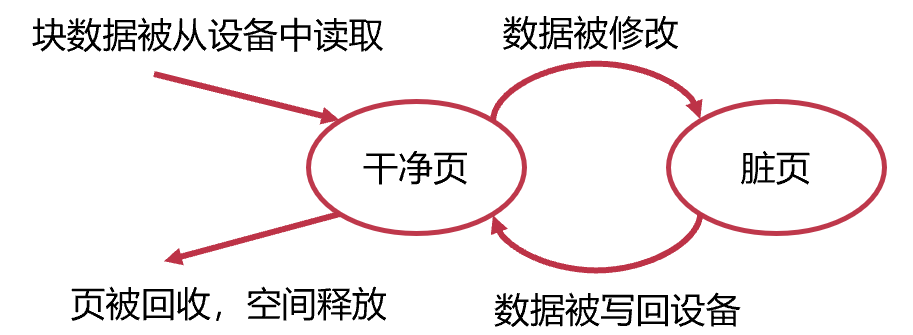 块数据被从设备中读取
数据被修改
干净页
脏页
页被回收，空间释放
数据被写回设备